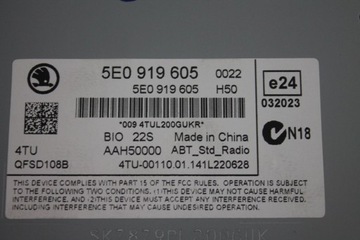 5E0 919 605 0022
5E0 919 605 H50
e24
032023
*009 4TUL200GUKR*
BIO 22S Made in China
N18
4TU AAH50000 ABT_Std_Radio
QFSD108B 4TU-00110.01.141L220628
THIS DEVICE COMPLIES WITH PART 15 OF THE FCC RULES. OPERATION IS SUBJECT
TO THE FOLLOWING TWO CONDITIONS: (1)THIS DEVICE MAY NOT CAUSE HARMFUL
INTERFERENCE, AND -2)THIS DEVICE MUST ACCEPT ANY INTERFERENCE RECEIVED,
INCLUDING INTERFERENCE THAT MAY CAUSE UNDESIRED OPERATION.